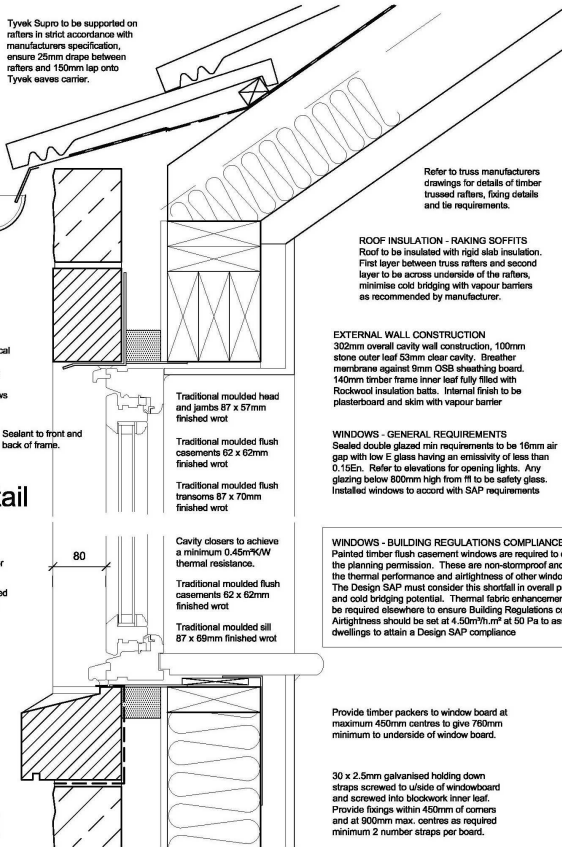 Tyvek Supro to be supported on
rafters in strict accordance with
manufacturers specification,
ensure 25mm drape between
rafters and 150mm lap onto
Tyvek eaves carrier.
Refer to truss manufacturers
drawings for details of timber
trussed rafters, fixing details
and tie requirements.
ROOF INSULATION - RAKING SOFFITS
Roof to be insulated with rigid slab insulation.
First layer between truss rafters and second
layer to be across underside of the rafters,
minimise cold bridging with vapour barriers
as recommended by manufacturer.
EXTERNAL WALL CONSTRUCTION
302mm overall cavity wall construction, 100mm
stone outer leaf 53mm clear cavity. Breather
membrane against 9mm OSB sheathing board.
140mm timber frame inner leaf fully filled with
Rockwool insulation batts. Internal finish to be
plasterboard and skim with vapour barrier
Sealant to front and
back of frame.
Traditional moulded head
and jambs 87 x 57mm
finished wrot
Traditional moulded flush
casements 62 x 62mm
finished wrot
Traditional moulded flush
transoms 87 x 70mm
finished wrot
WINDOWS - GENERAL REQUIREMENTS
Sealed double glazed min requirements to be 16mm air
gap with low E glass having an emissivity of less than
0.15En. Refer to elevations for opening lights. Any
glazing below 800mm high from ffl to be safety glass.
Installed windows to accord with SAP requirements
80
Cavity closers to achieve
a minimum 0.45m²K/W
thermal resistance.
Traditional moulded flush
casements 62 x 62mm
finished wrot
Traditional moulded sill
87 x 69mm finished wrot
WINDOWS - BUILDING REGULATIONS COMPLIANCE
Painted timber flush casement windows are required to
the planning permission. These are non-stormproof and
the thermal performance and airtightness of other
The Design SAP must consider this shortfall in overall
and cold bridging potential. Thermal fabric
be required elsewhere to ensure Building Regulations
Airtightness should be set at 4.50m³/h.m² at 50 Pa to
dwellings to attain a Design SAP compliance
Provide timber packers to window board at
maximum 450mm centres to give 760mm
minimum to underside of window board.
30 x 2.5mm galvanised holding down
straps screwed to u/side of windowboard
and screwed into blockwork inner leaf.
Provide fixings within 450mm of corners
and at 900mm max. centres as required
minimum 2 number straps per board.